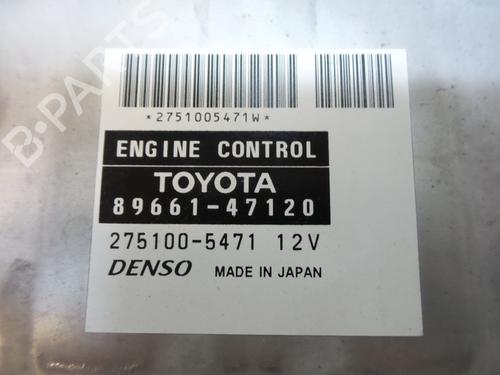 *2751005471W*
ENGINE CONTROL
TOYOTA
89661-47120
275100-5471 12V
DENSO MADE IN JAPAN
B-PARTS